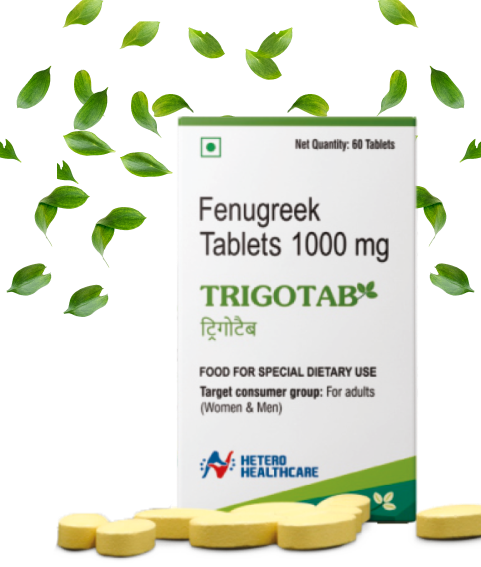 Net Quantity: 60 Tablets
Fenugreek
Tablets 1000 mg
TRIGOTAB
ट्रिगोटैब
FOOD FOR SPECIAL DIETARY USE
Target consumer group: For adults
(Women & Men)
HETERO
HEALTHCARE